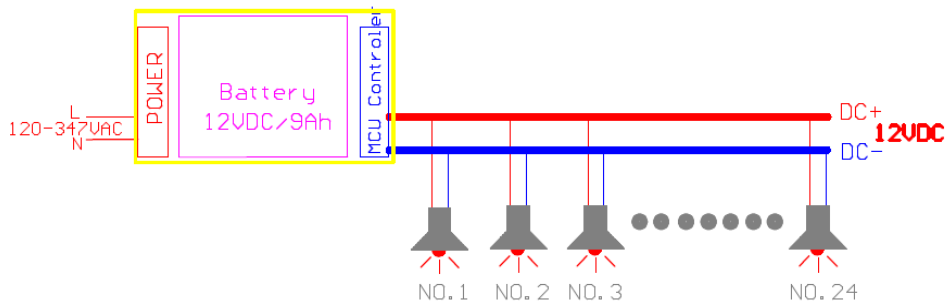 POWER
Battery
12VDC/9Ah
MCU Controler
L
120-347VAC
N
DC+
12VDC
DC-
NO.1
NO.2
NO.3
NO.24